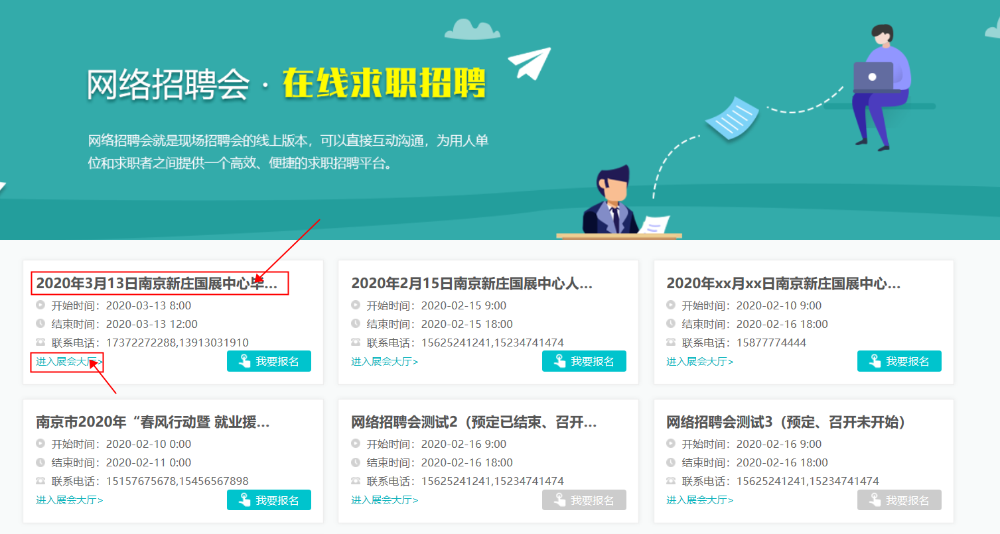 网络招聘会·在线求职招聘
网络招聘会就是现场招聘会的线上版本，可以直接互动沟通，为用人单
位和求职者之间提供一个高效、便捷的求职招聘平台。
2020年3月13日南京新庄国展中心毕...
开始时间：2020-03-13 8:00
结束时间：2020-03-13 12:00
联系电话：17372272288,13913031910
进入展会大厅>
我要报名
2020年2月15日南京新庄国展中心人...
开始时间：2020-02-15 9:00
结束时间：2020-02-15 18:00
联系电话：15625241241,15234741474
进入展会大厅>
我要报名
2020年xx月xx日南京新庄国展中心...
开始时间：2020-02-10 9:00
结束时间：2020-02-16 18:00
联系电话：15877774444
进入展会大厅>
我要报名
南京市2020年“春风行动暨 就业援...
开始时间：2020-02-10 0:00
结束时间：2020-02-11 0:00
联系电话：15157675678,15456567898
进入展会大厅>
我要报名
网络招聘会测试2（预定已结束、召开...
开始时间：2020-02-16 9:00
结束时间：2020-02-16 18:00
联系电话：15625241241,15234741474
进入展会大厅>
我要报名
网络招聘会测试3（预定、召开未开始）
开始时间：2020-02-16 9:00
结束时间：2020-02-16 18:00
联系电话：15625241241,15234741474
进入展会大厅>
我要报名